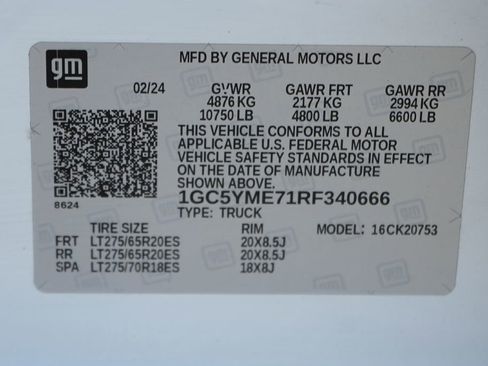 gm
MFD BY GENERAL MOTORS LLC
02/24 GVWR GAWR FRT GAWR RR
4876 KG 2177 KG 2994 KG
10750 LB 4800 LB 6600 LB
THIS VEHICLE CONFORMS TO ALL
APPLICABLE U.S. FEDERAL MOTOR
VEHICLE SAFETY STANDARDS IN EFFECT
ON THE DATE OF MANUFACTURE
SHOWN ABOVE.
8624
1GC5YME71RF340666
TYPE: TRUCK MODEL: 16CK20753
TIRE SIZE RIM
FRT LT275/65R20ES 20X8.5J
RR LT275/65R20ES 20X8.5J
SPA LT275/70R18ES 18X8J